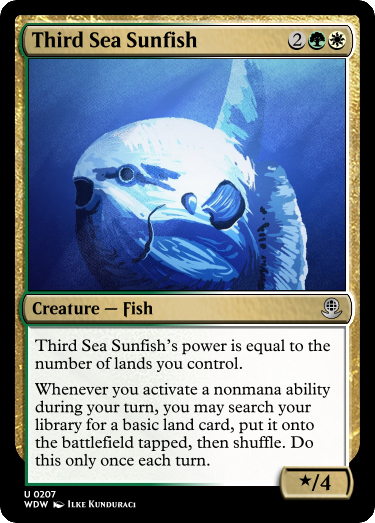 Third Sea Sunfish 2
Creature — Fish
Third Sea Sunfish's power is equal to the
number of lands you control.
Whenever you activate a nonmana ability
during your turn, you may search your
library for a basic land card, put it onto
the battlefield tapped, then shuffle. Do
this only once each turn.
★/4
U 0207
WDW Ilke Kunduraci